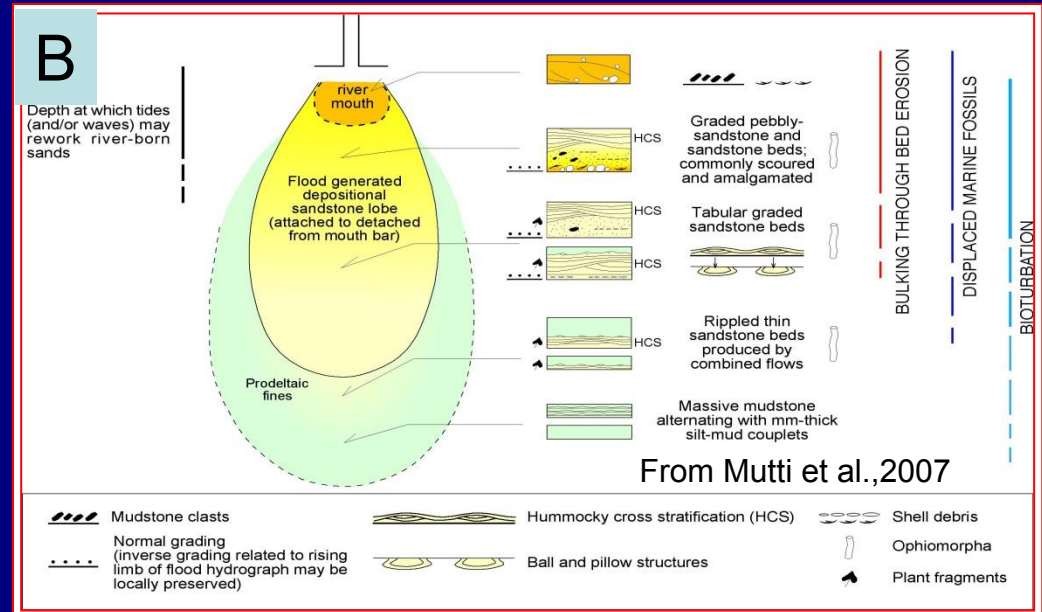 B
Depth at which tides
(and/or waves) may
rework river-born
sands
river
mouth
Flood generated
depositional
sandstone lobe
(attached to detached
from mouth bar)
Prodeltaic
fines
HCS
Graded pebbly-
sandstone and
sandstone beds;
commonly scoured
and amalgamated
HCS
Tabular graded
sandstone beds
HCS
HCS
Rippled thin
sandstone beds
produced by
combined flows
Massive mudstone
alternating with mm-thick
silt-mud couplets
BULKING THROUGH BED EROSION
DISPLACED MARINE FOSSILS
BIOTURBATION
From Mutti et al.,2007
Mudstone clasts
Normal grading
(inverse grading related to rising
limb of flood hydrograph may be
locally preserved)
Hummocky cross stratification (HCS)
Ball and pillow structures
Shell debris
Ophiomorpha
Plant fragments